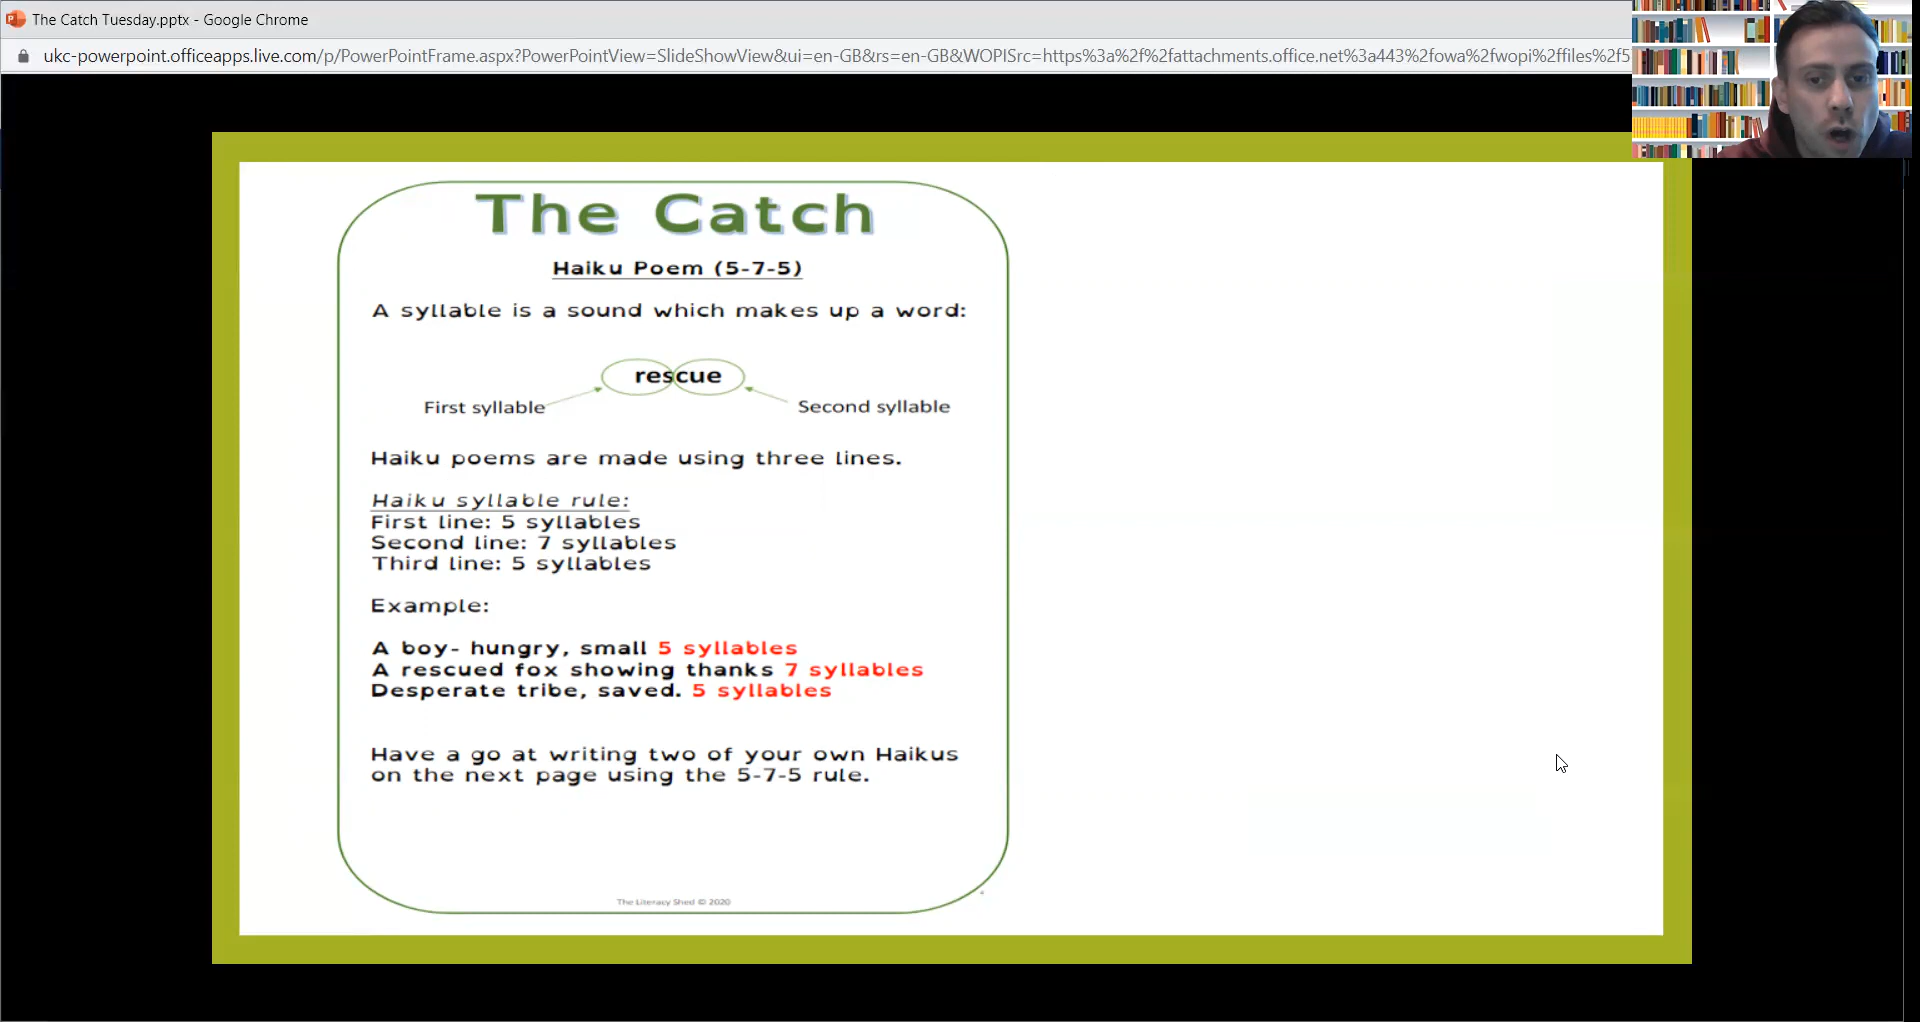 The Catch Tuesday.pptx - Google Chrome
ukc-powerpoint.officeapps.live.com/p/PowerPointFrame.aspx?PowerPointView=SlideShowView&ui=en-GB&rs=en-GB&WOPISrc=https%3a%2f%2fattachments.office.net%3a443%2fowa%2fwopi%2ffiles%2f5
The Catch
Haiku Poem (5-7-5)
A syllable is a sound which makes up a word:
rescue
First syllable Second syllable
Haiku poems are made using three lines.
Haiku syllable rule:
First line: 5 syllables
Second line: 7 syllables
Third line: 5 syllables
Example:
A boy- hungry, small 5 syllables
A rescued fox showing thanks 7 syllables
Desperate tribe, saved. 5 syllables
Have a go at writing two of your own Haikus
on the next page using the 5-7-5 rule.
The Literacy Shed © 2020